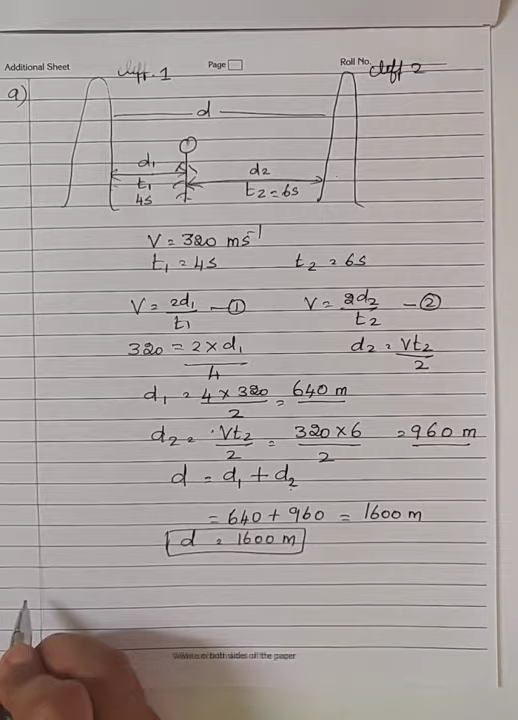 Additional Sheet Page Roll No.
cliff 1 cliff 2
a)
d
d₁ d₂
t₁ t₂ = 6s
4s
V = 320 ms⁻¹
t₁ = 4s t₂ = 6s
V = 2d₁/t₁ —① V = 2d₂/t₂ —②
320 = 2 × d₁/4 d₂ = Vt₂/2
d₁ = 4 × 320/2 = 640 m
d₂ = Vt₂/2 = 320 × 6/2 = 960 m
d = d₁ + d₂
= 640 + 960 = 1600 m
d = 1600 m
Write on both sides of the paper